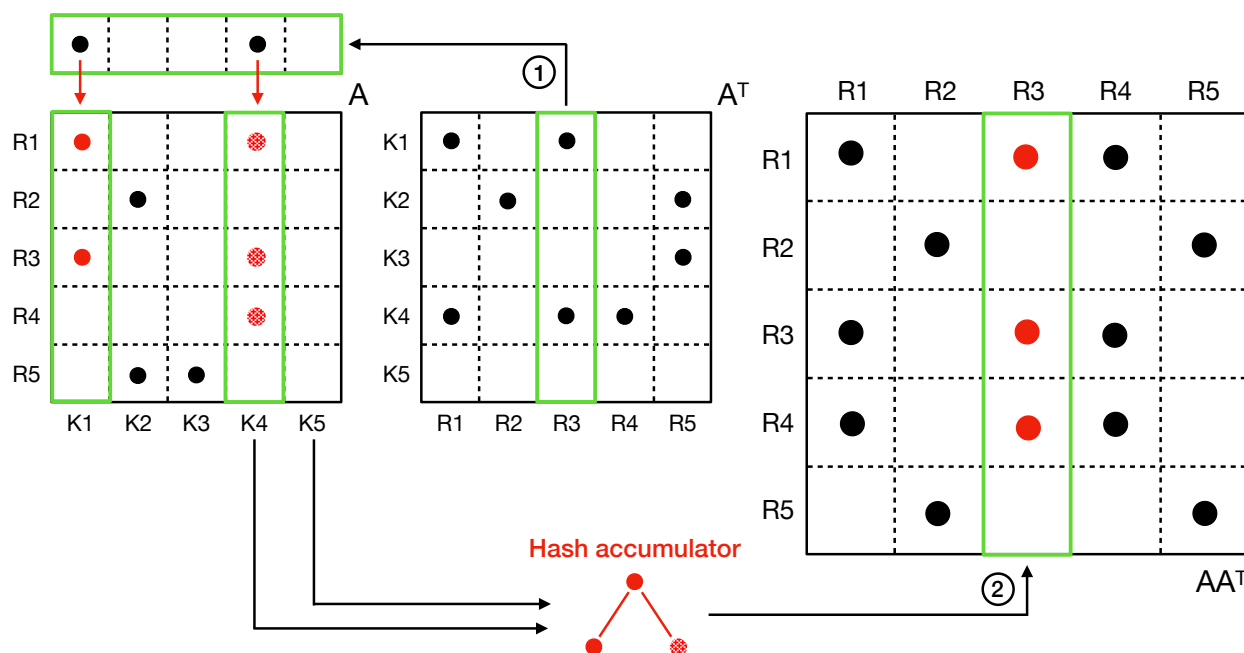 1
A
Aᵀ
R1 R2 R3 R4 R5
R1
R2
R3
R4
R5
K1 K2 K3 K4 K5
K1
K2
K3
K4
K5
R1 R2 R3 R4 R5
R1
R2
R3
R4
R5
Hash accumulator
2
AAᵀ